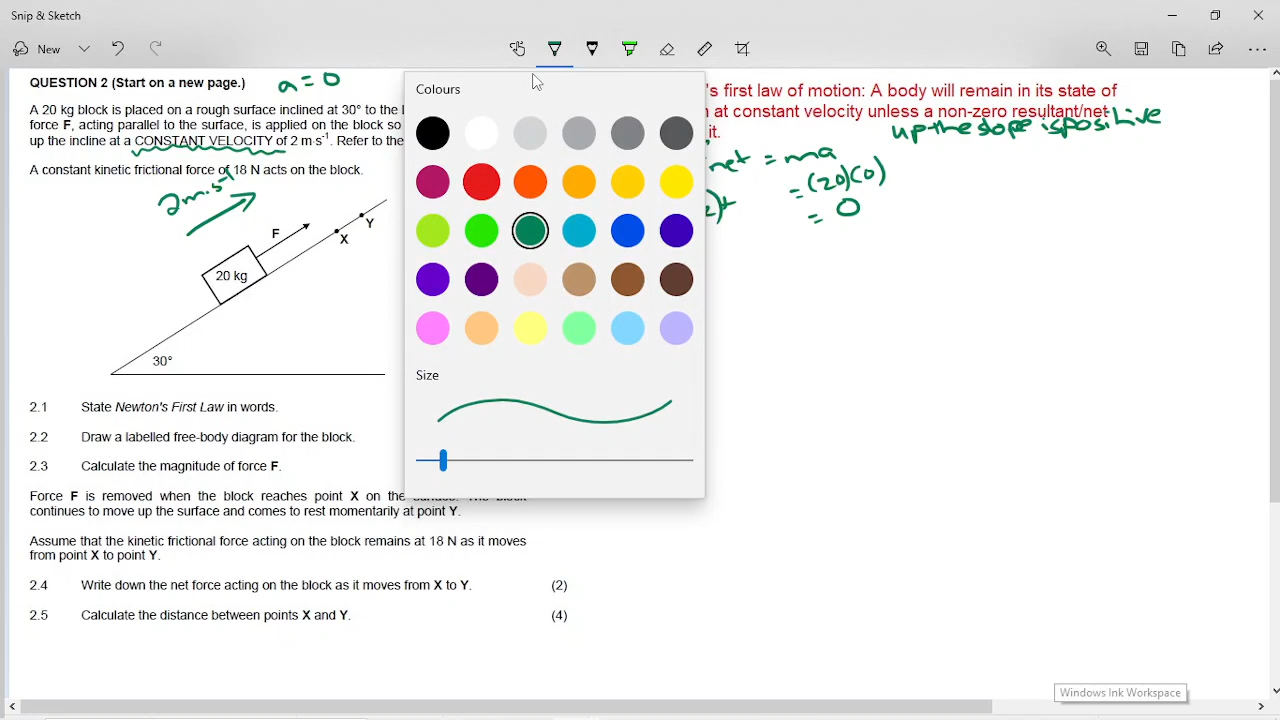 Snip & Sketch
New
QUESTION 2 (Start on a new page.)
a = 0
A 20 kg block is placed on a rough surface inclined at 30° to the
force F, acting parallel to the surface, is applied on the block so
up the incline at a CONSTANT VELOCITY of 2 m·s-1. Refer to the
A constant kinetic frictional force of 18 N acts on the block.
2m.s-1
F
X
Y
20 kg
30°
2.1 State Newton's First Law in words.
2.2 Draw a labelled free-body diagram for the block.
2.3 Calculate the magnitude of force F.
Force F is removed when the block reaches point X on the surface. The block
continues to move up the surface and comes to rest momentarily at point Y.
Assume that the kinetic frictional force acting on the block remains at 18 N as it moves
from point X to point Y.
2.4 Write down the net force acting on the block as it moves from X to Y. (2)
2.5 Calculate the distance between points X and Y. (4)
Colours
Size
's first law of motion: A body will remain in its state of
at constant velocity unless a non-zero resultant/net
it.
up the slope is positive
net = ma
= (20)(0)
= 0
Windows Ink Workspace